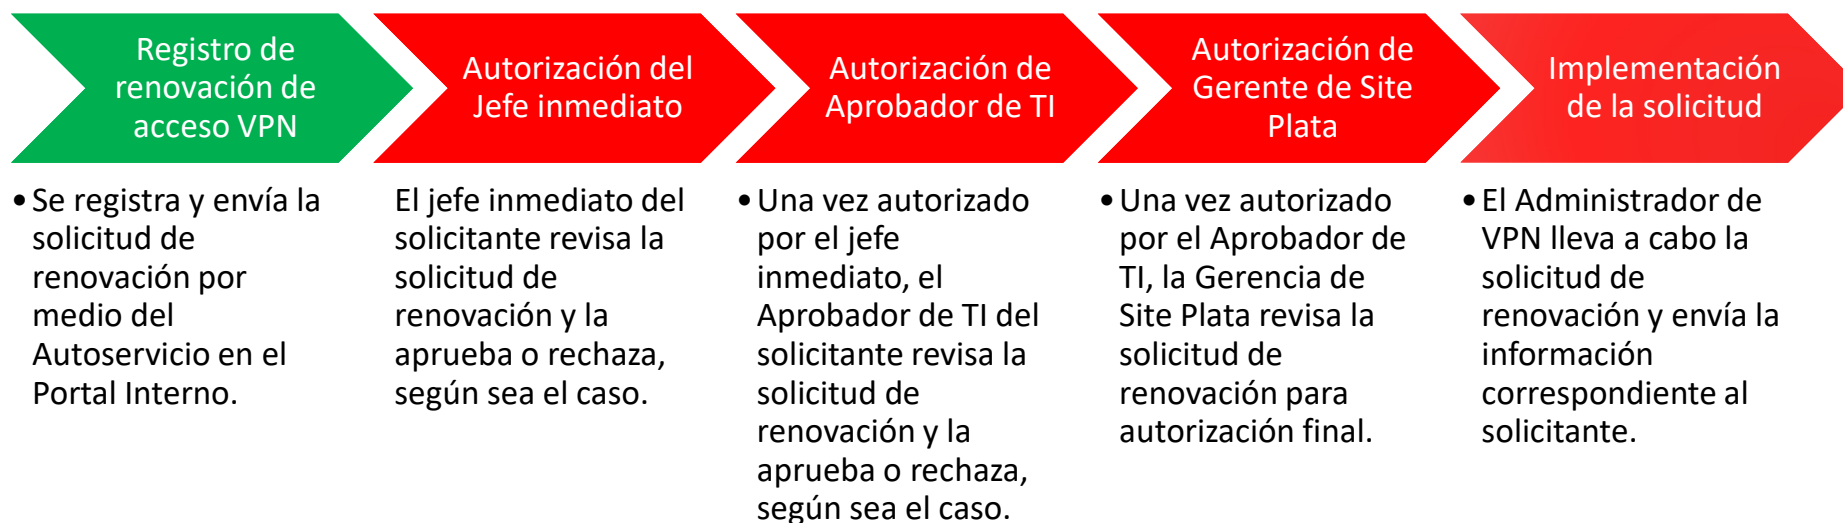 Registro de
renovación de
acceso VPN
Autorización del
Jefe inmediato
Autorización de
Aprobador de TI
Autorización de
Gerente de Site
Plata
Implementación
de la solicitud
•Se registra y envía la
solicitud de
renovación por
medio del
Autoservicio en el
Portal Interno.
El jefe inmediato del
solicitante revisa la
solicitud de
renovación y la
aprueba o rechaza,
según sea el caso.
•Una vez autorizado
por el jefe
inmediato, el
Aprobador de TI del
solicitante revisa la
solicitud de
renovación y la
aprueba o rechaza,
según sea el caso.
•Una vez autorizado
por el Aprobador de
TI, la Gerencia de
Site Plata revisa la
solicitud de
renovación para
autorización final.
•El Administrador de
VPN lleva a cabo la
solicitud de
renovación y envía la
información
correspondiente al
solicitante.